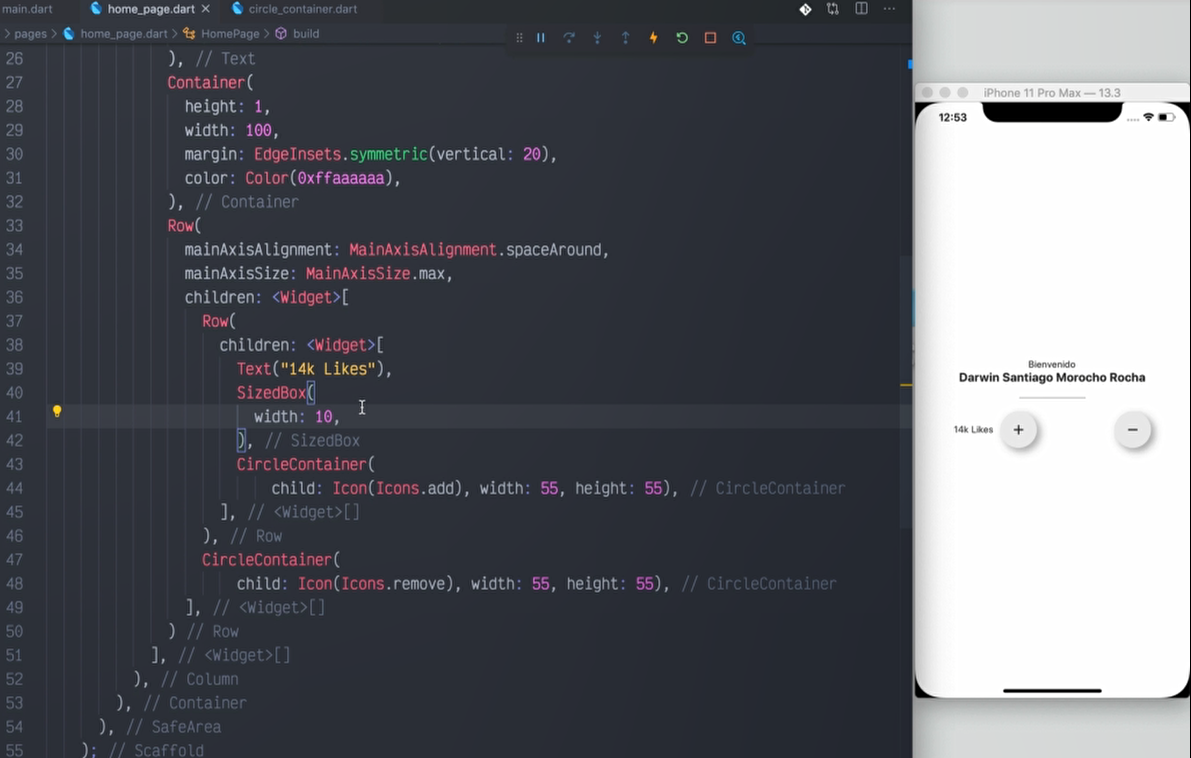 main.dart home_page.dart × circle_container.dart
> pages > home_page.dart > HomePage > build
26 ), // Text
27 Container(
28 height: 1,
29 width: 100,
30 margin: EdgeInsets.symmetric(vertical: 20),
31 color: Color(0xffaaaaaa),
32 ), // Container
33 Row(
34 mainAxisAlignment: MainAxisAlignment.spaceAround,
35 mainAxisSize: MainAxisSize.max,
36 children: <Widget>[
37 Row(
38 children: <Widget>[
39 Text("14k Likes"),
40 SizedBox(
41 width: 10,
42 ), // SizedBox
43 CircleContainer(
44 child: Icon(Icons.add), width: 55, height: 55), // CircleContainer
45 ], // <Widget>[]
46 ), // Row
47 CircleContainer(
48 child: Icon(Icons.remove), width: 55, height: 55), // CircleContainer
49 ], // <Widget>[]
50 ) // Row
51 ], // <Widget>[]
52 ), // Column
53 ), // Container
54 ), // SafeArea
55 ); // Scaffold
iPhone 11 Pro Max — 13.3
12:53
Bienvenido
Darwin Santiago Morocho Rocha
14k Likes + −